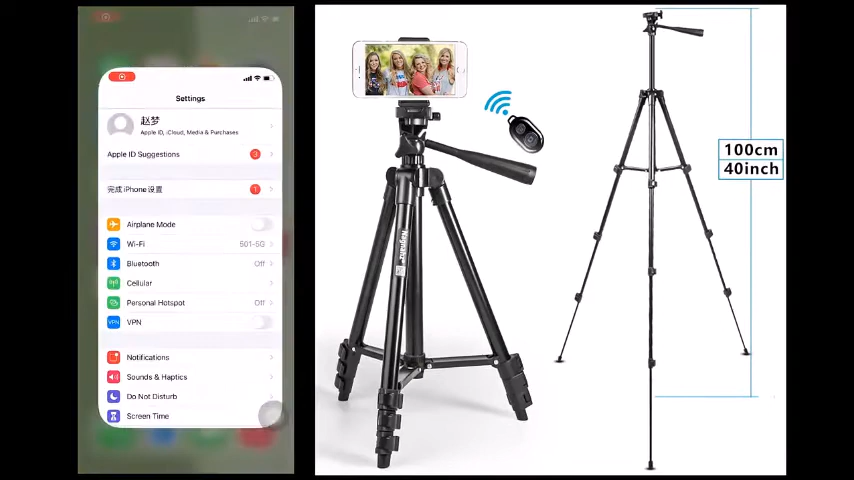 Settings
赵梦
Apple ID, iCloud, Media & Purchases
Apple ID Suggestions
3
完成 iPhone 设置
1
Airplane Mode
Wi-Fi
501-5G
Bluetooth
Off
Cellular
Personal Hotspot
Off
VPN
VPN
Notifications
Sounds & Haptics
Do Not Disturb
Screen Time
Nagnahz
100cm
40inch